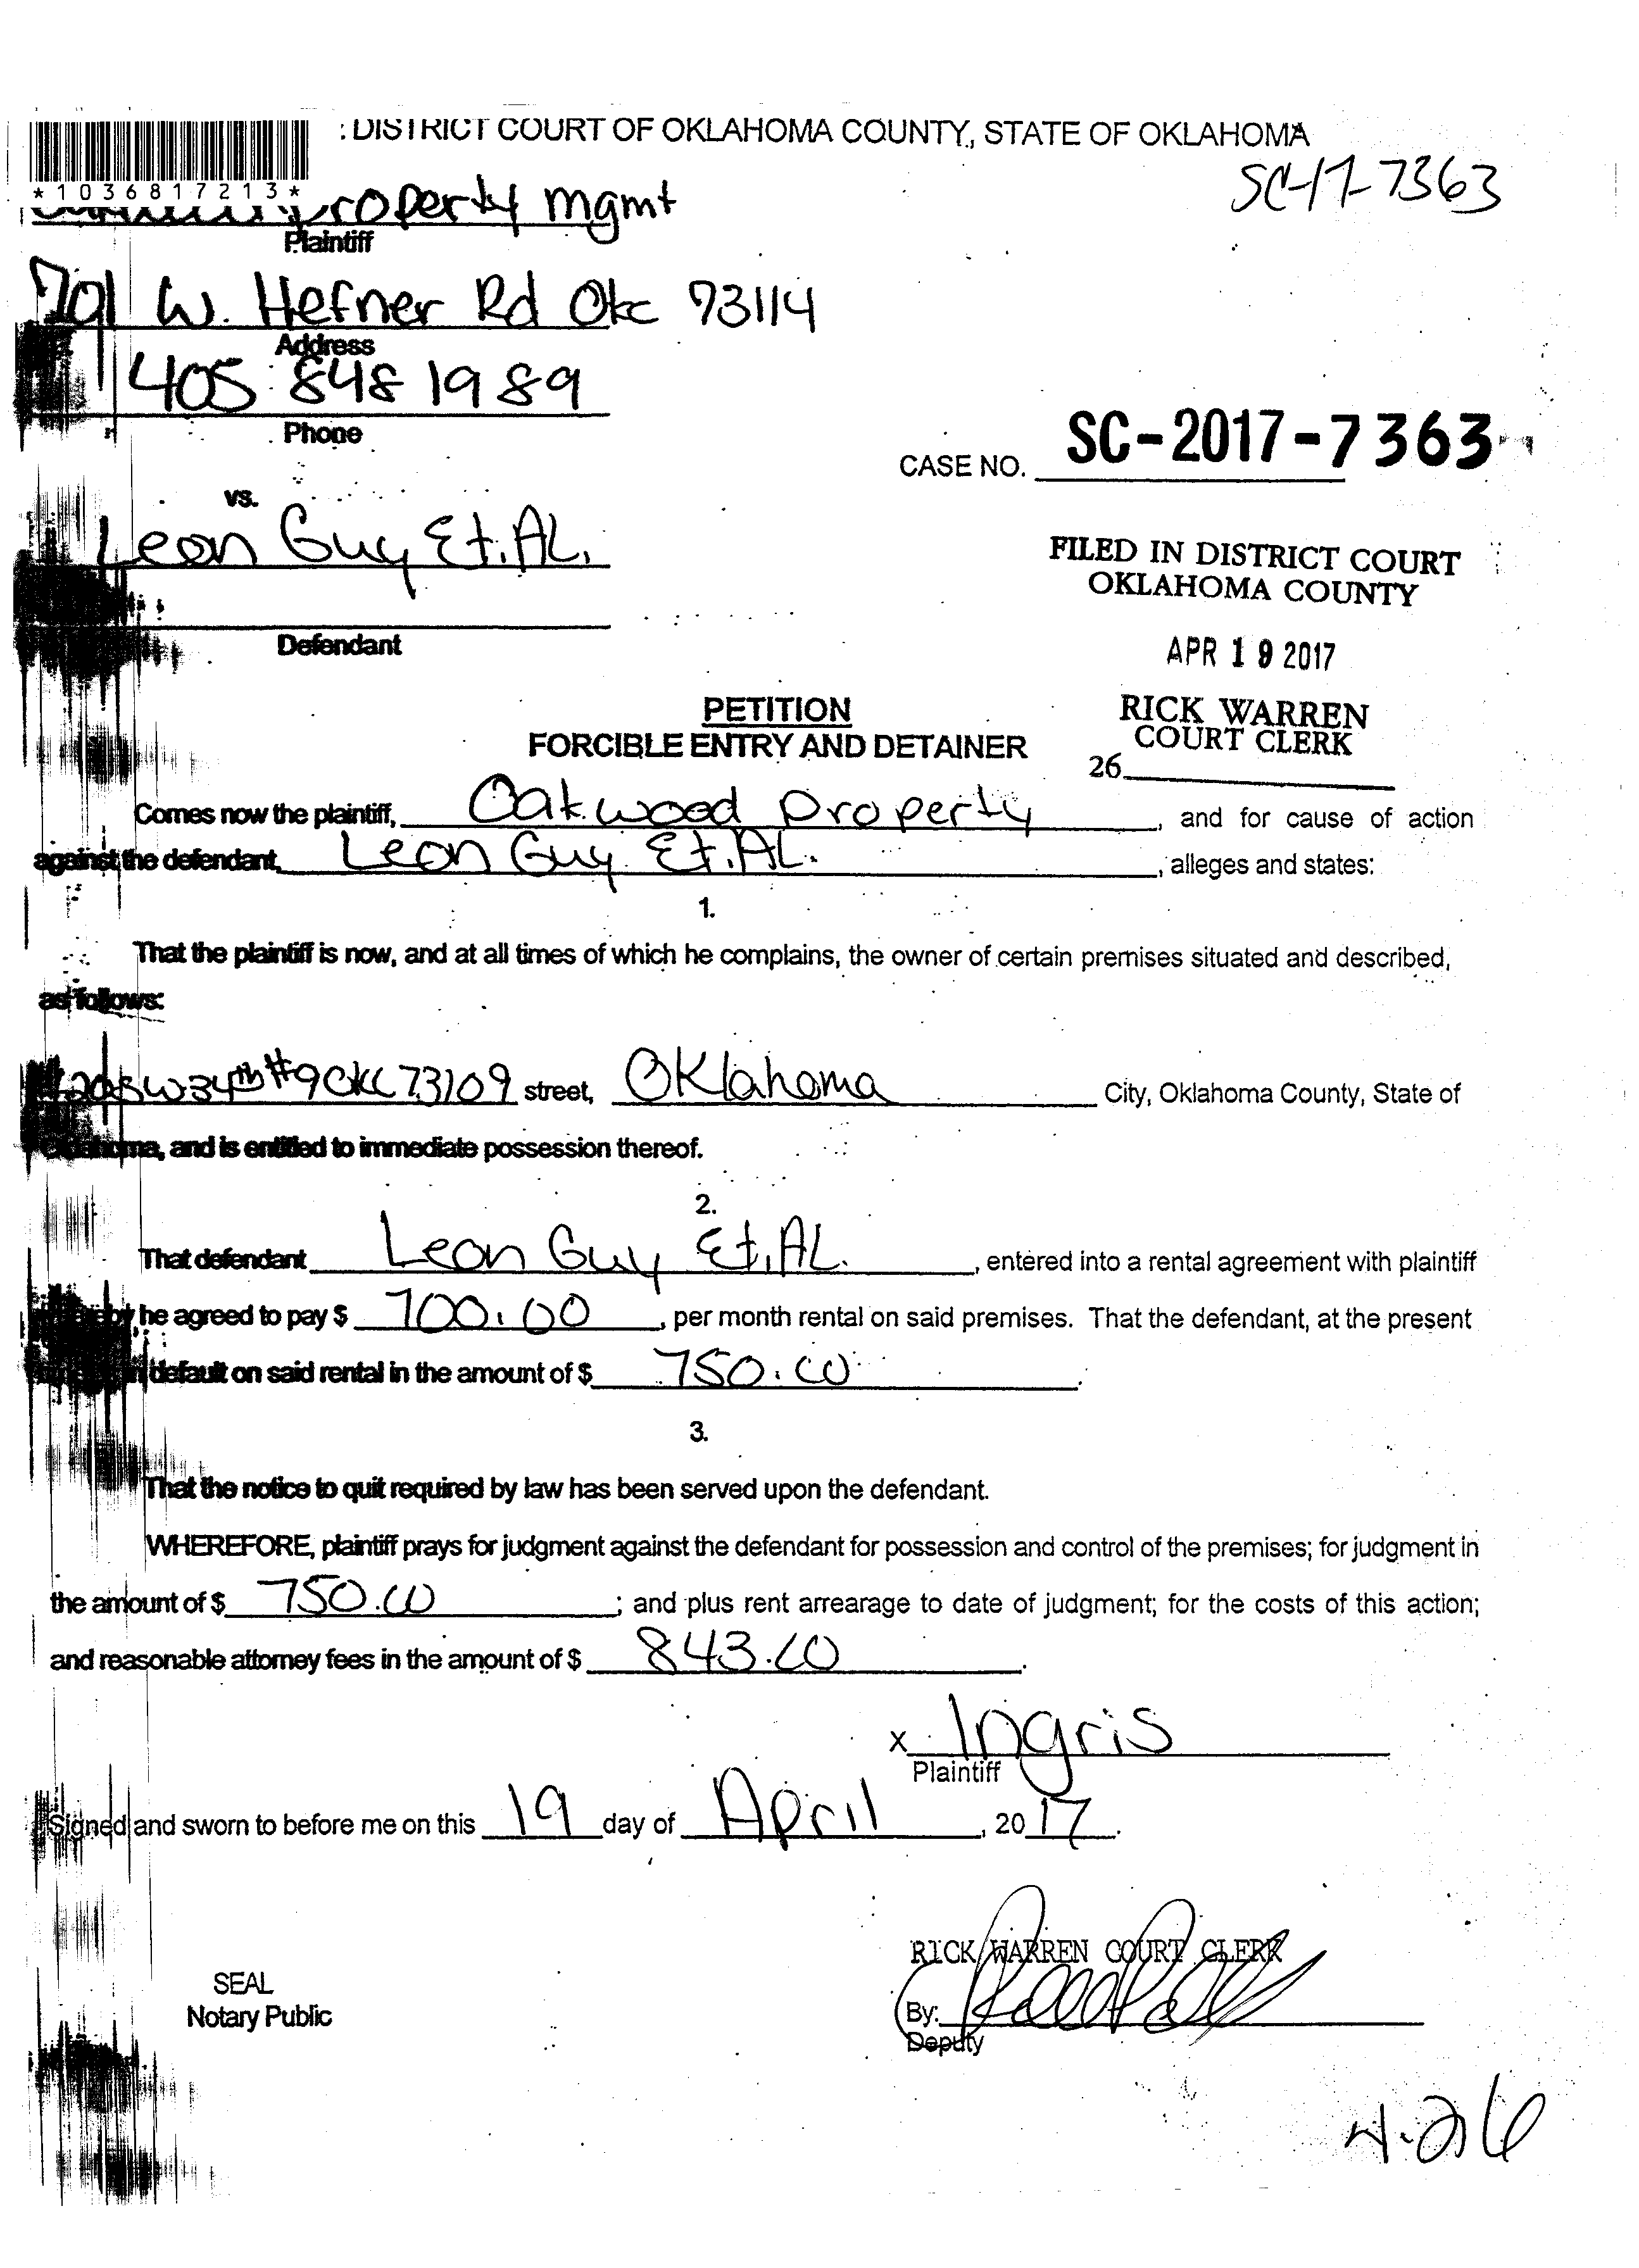 : DISTRICT COURT OF OKLAHOMA COUNTY, STATE OF OKLAHOMA
*1036817213*
SC-17-7363
Property mgmt
Plaintiff
701 W. Hefner Rd Okc 73114
Address
405 848 1989
Phone
CASE NO. SC-2017-7363
vs.
Leon Guy Et. AL.
FILED IN DISTRICT COURT
OKLAHOMA COUNTY
Defendant
APR 19 2017
PETITION
RICK WARREN
COURT CLERK
FORCIBLE ENTRY AND DETAINER
26
Comes now the plaintiff, Oakwood Property, and for cause of action
against the defendant, Leon Guy Et. AL., alleges and states:
1.
That the plaintiff is now, and at all times of which he complains, the owner of certain premises situated and described,
as follows:
SW 34th #9 OKC 73109 street, Oklahoma City, Oklahoma County, State of
Oklahoma, and is entitled to immediate possession thereof.
2.
That defendant Leon Guy Et. AL., entered into a rental agreement with plaintiff
he agreed to pay $ 700.00, per month rental on said premises. That the defendant, at the present
in default on said rental in the amount of $ 750.00.
3.
That the notice to quit required by law has been served upon the defendant.
WHEREFORE, plaintiff prays for judgment against the defendant for possession and control of the premises; for judgment in
the amount of $ 750.00; and plus rent arrearage to date of judgment; for the costs of this action;
and reasonable attorney fees in the amount of $ 843.00.
x Ingris
Plaintiff
Signed and sworn to before me on this 19 day of April, 2017.
RICK WARREN COURT CLERK
SEAL
Notary Public
By:
Deputy
4-26